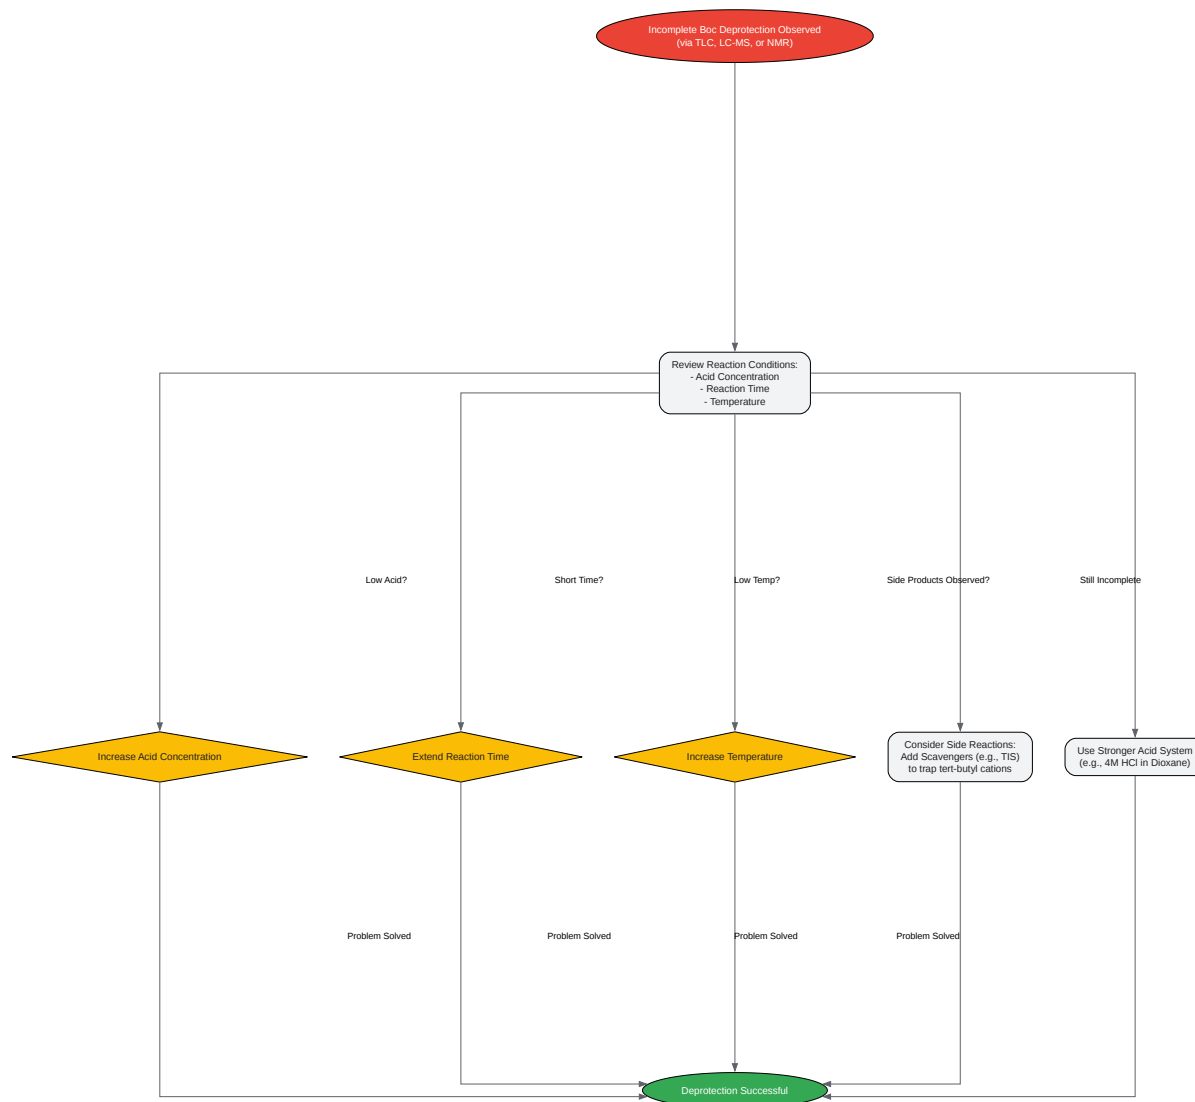 Incomplete Boc Deprotection Observed
(via TLC, LC-MS, or NMR)
Review Reaction Conditions:
- Acid Concentration
- Reaction Time
- Temperature
Low Acid?
Short Time?
Low Temp?
Side Products Observed?
Still Incomplete
Increase Acid Concentration
Extend Reaction Time
Increase Temperature
Consider Side Reactions:
Add Scavengers (e.g., TIS)
to trap tert-butyl cations
Use Stronger Acid System
(e.g., 4M HCl in Dioxane)
Problem Solved
Problem Solved
Problem Solved
Problem Solved
Deprotection Successful